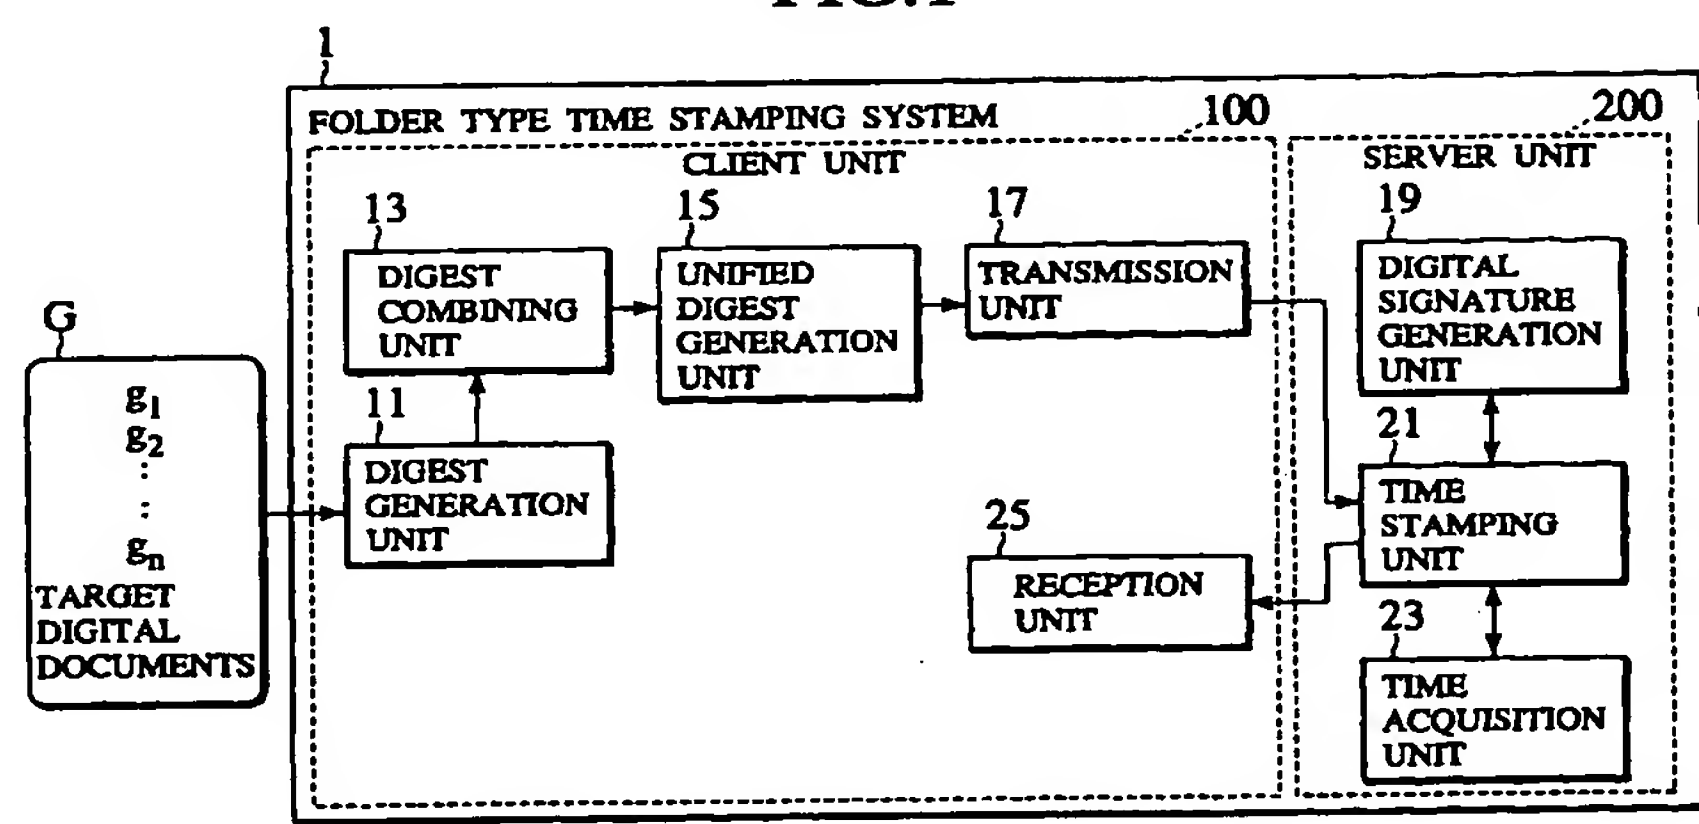 FIG.1
1
FOLDER TYPE TIME STAMPING SYSTEM
100
200
CLIENT UNIT
SERVER UNIT
13
15
17
19
DIGEST
COMBINING
UNIT
UNIFIED
DIGEST
GENERATION
UNIT
TRANSMISSION
UNIT
DIGITAL
SIGNATURE
GENERATION
UNIT
G
g1
g2
:
:
gn
TARGET
DIGITAL
DOCUMENTS
11
DIGEST
GENERATION
UNIT
21
TIME
STAMPING
UNIT
25
RECEPTION
UNIT
23
TIME
ACQUISITION
UNIT